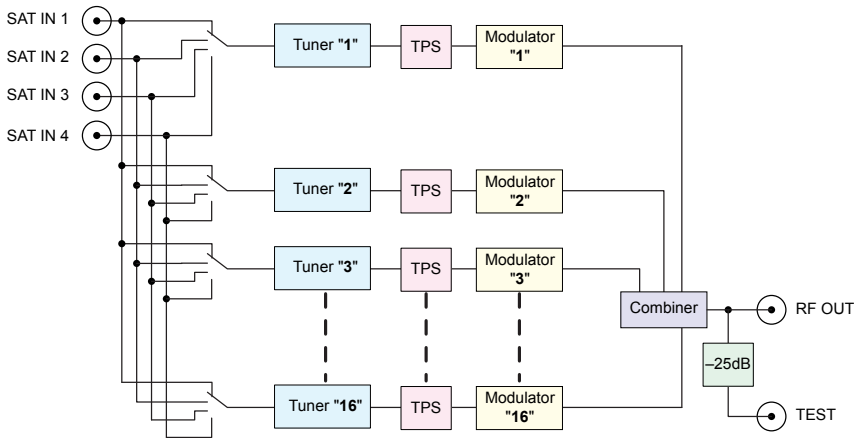 SAT IN 1
SAT IN 2
SAT IN 3
SAT IN 4
Tuner "1"
TPS
Modulator
"1"
Tuner "2"
TPS
Modulator
"2"
Tuner "3"
TPS
Modulator
"3"
Combiner
RF OUT
–25dB
Tuner "16"
TPS
Modulator
"16"
TEST